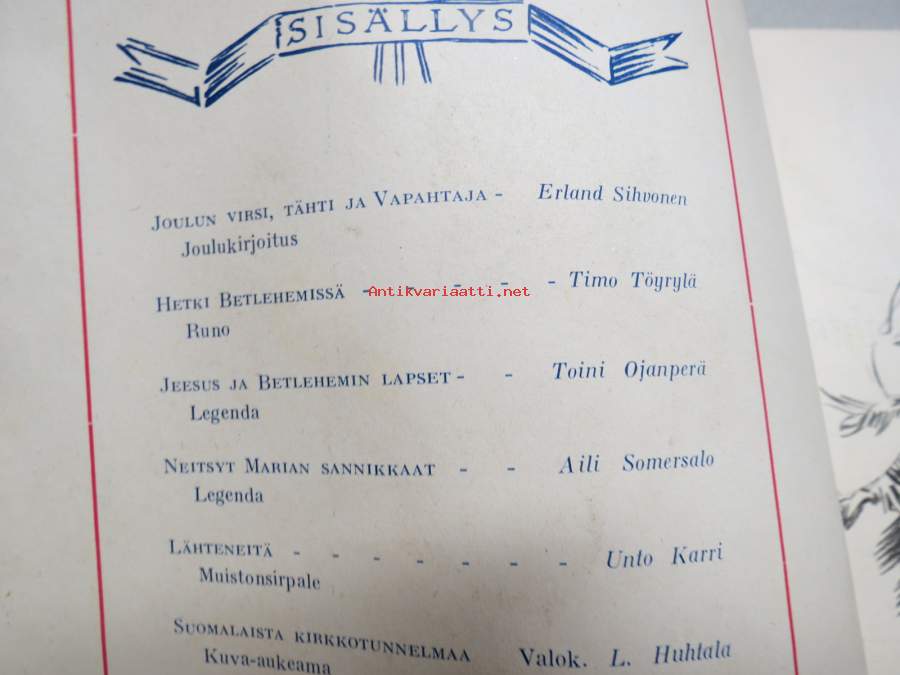 SISÄLLYS
JOULUN VIRSI, TÄHTI JA VAPAHTAJA - Erland Sihvonen
Joulukirjoitus
HETKI BETLEHEMISSÄ - - - - - Timo Töyrylä
Antikvariaatti.net
Runo
JEESUS JA BETLEHEMIN LAPSET - - Toini Ojanperä
Legenda
NEITSYT MARIAN SANNIKKAAT - - Aili Somersalo
Legenda
LÄHTENEITÄ - - - - - - - Unto Karri
Muistonsirpale
SUOMALAISTA KIRKKOTUNNELMAA Valok. L. Huhtala
Kuva-aukeama